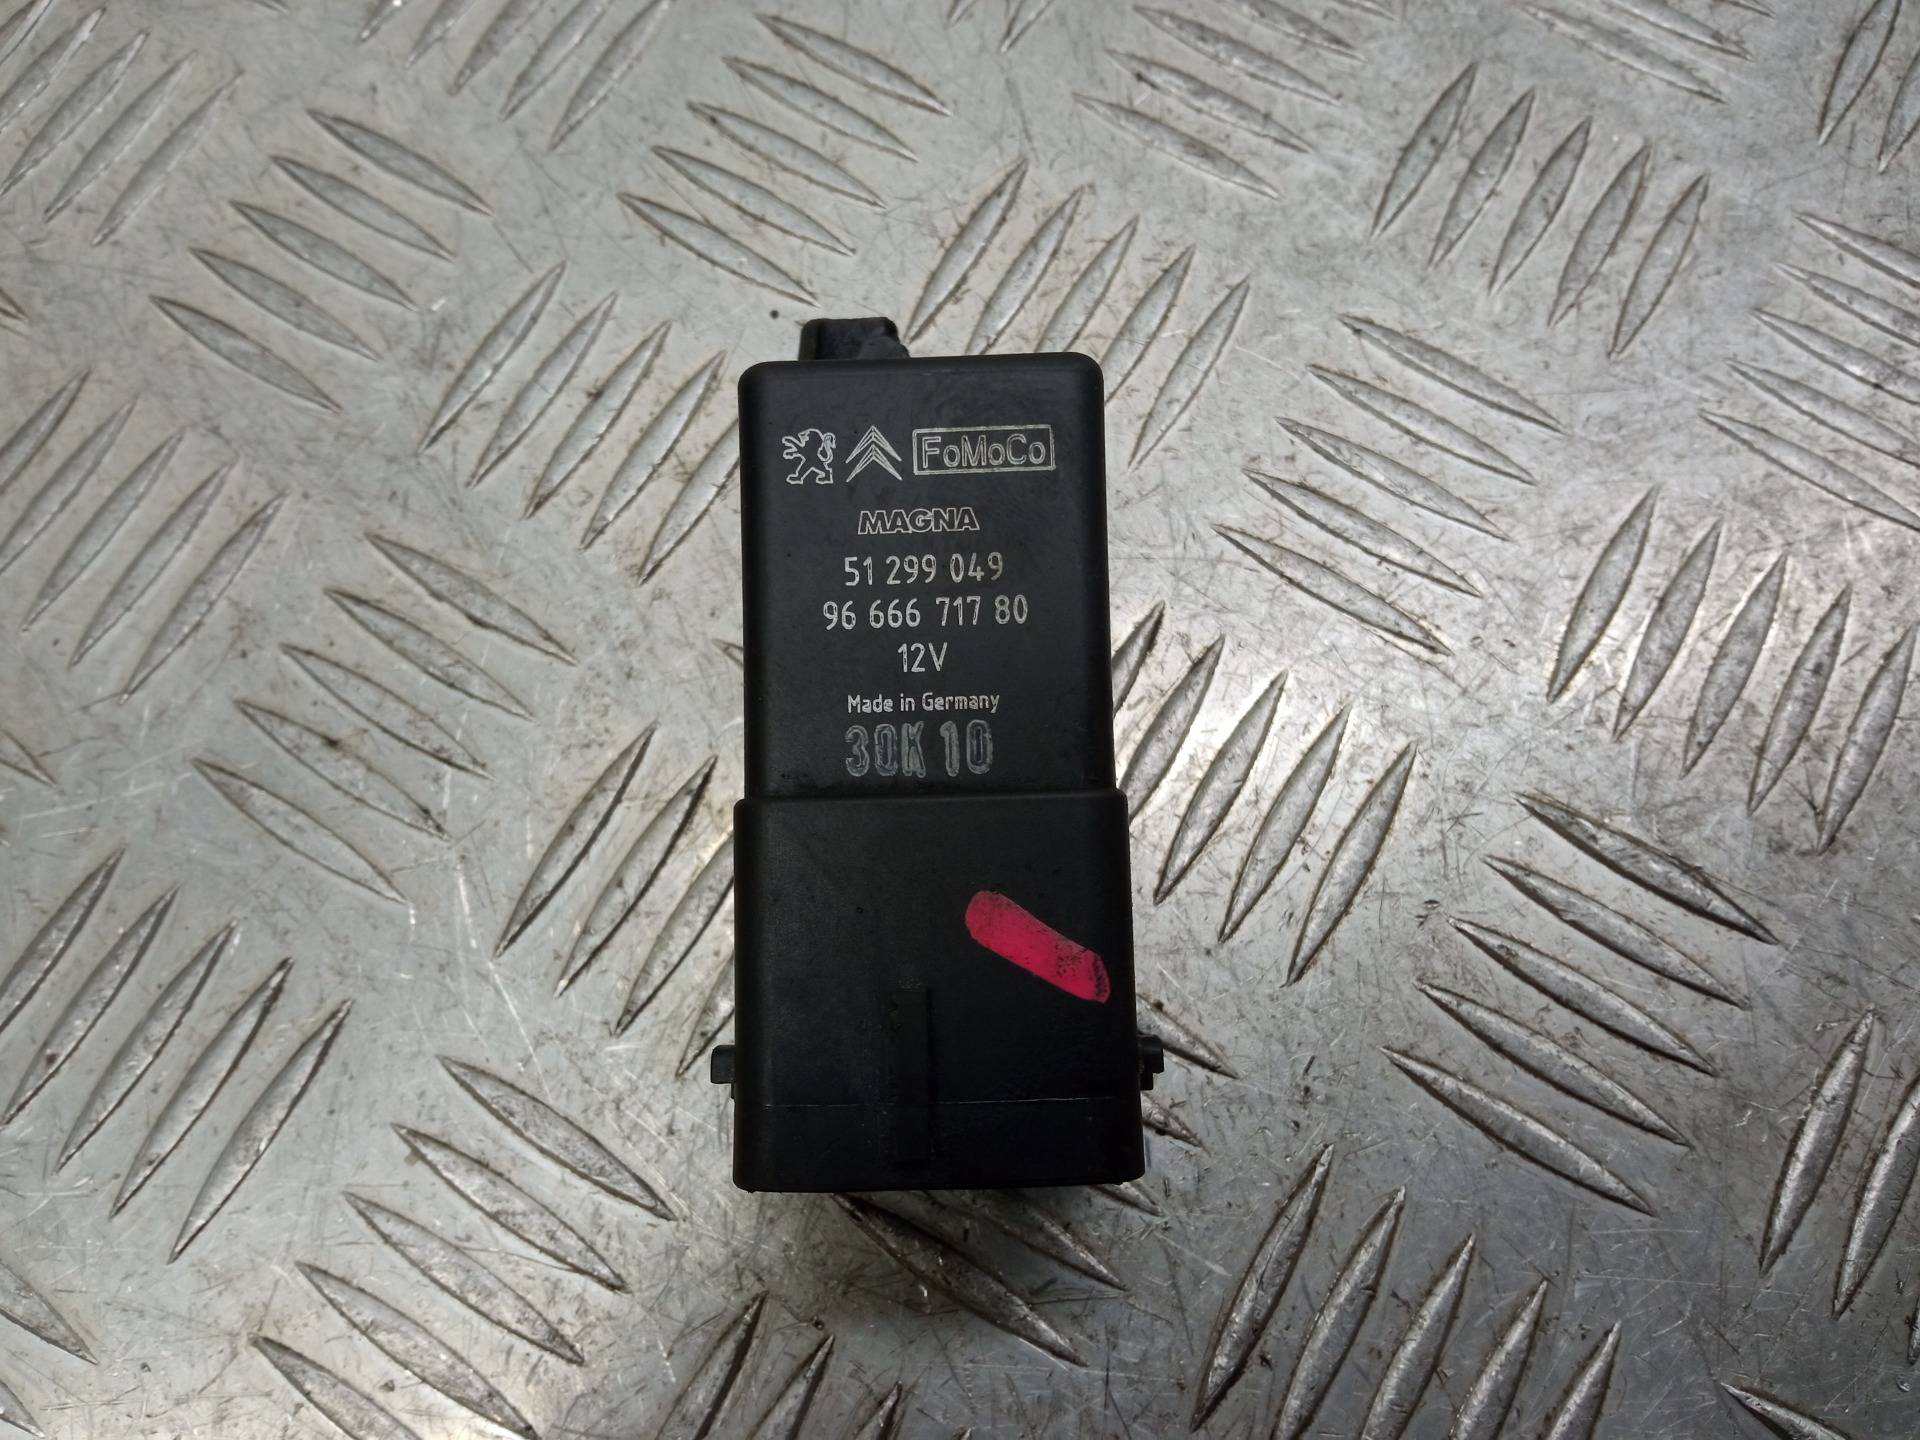 FoMoCo
MAGNA
51 299 049
96 666 717 80
12V
Made in Germany
30K 10